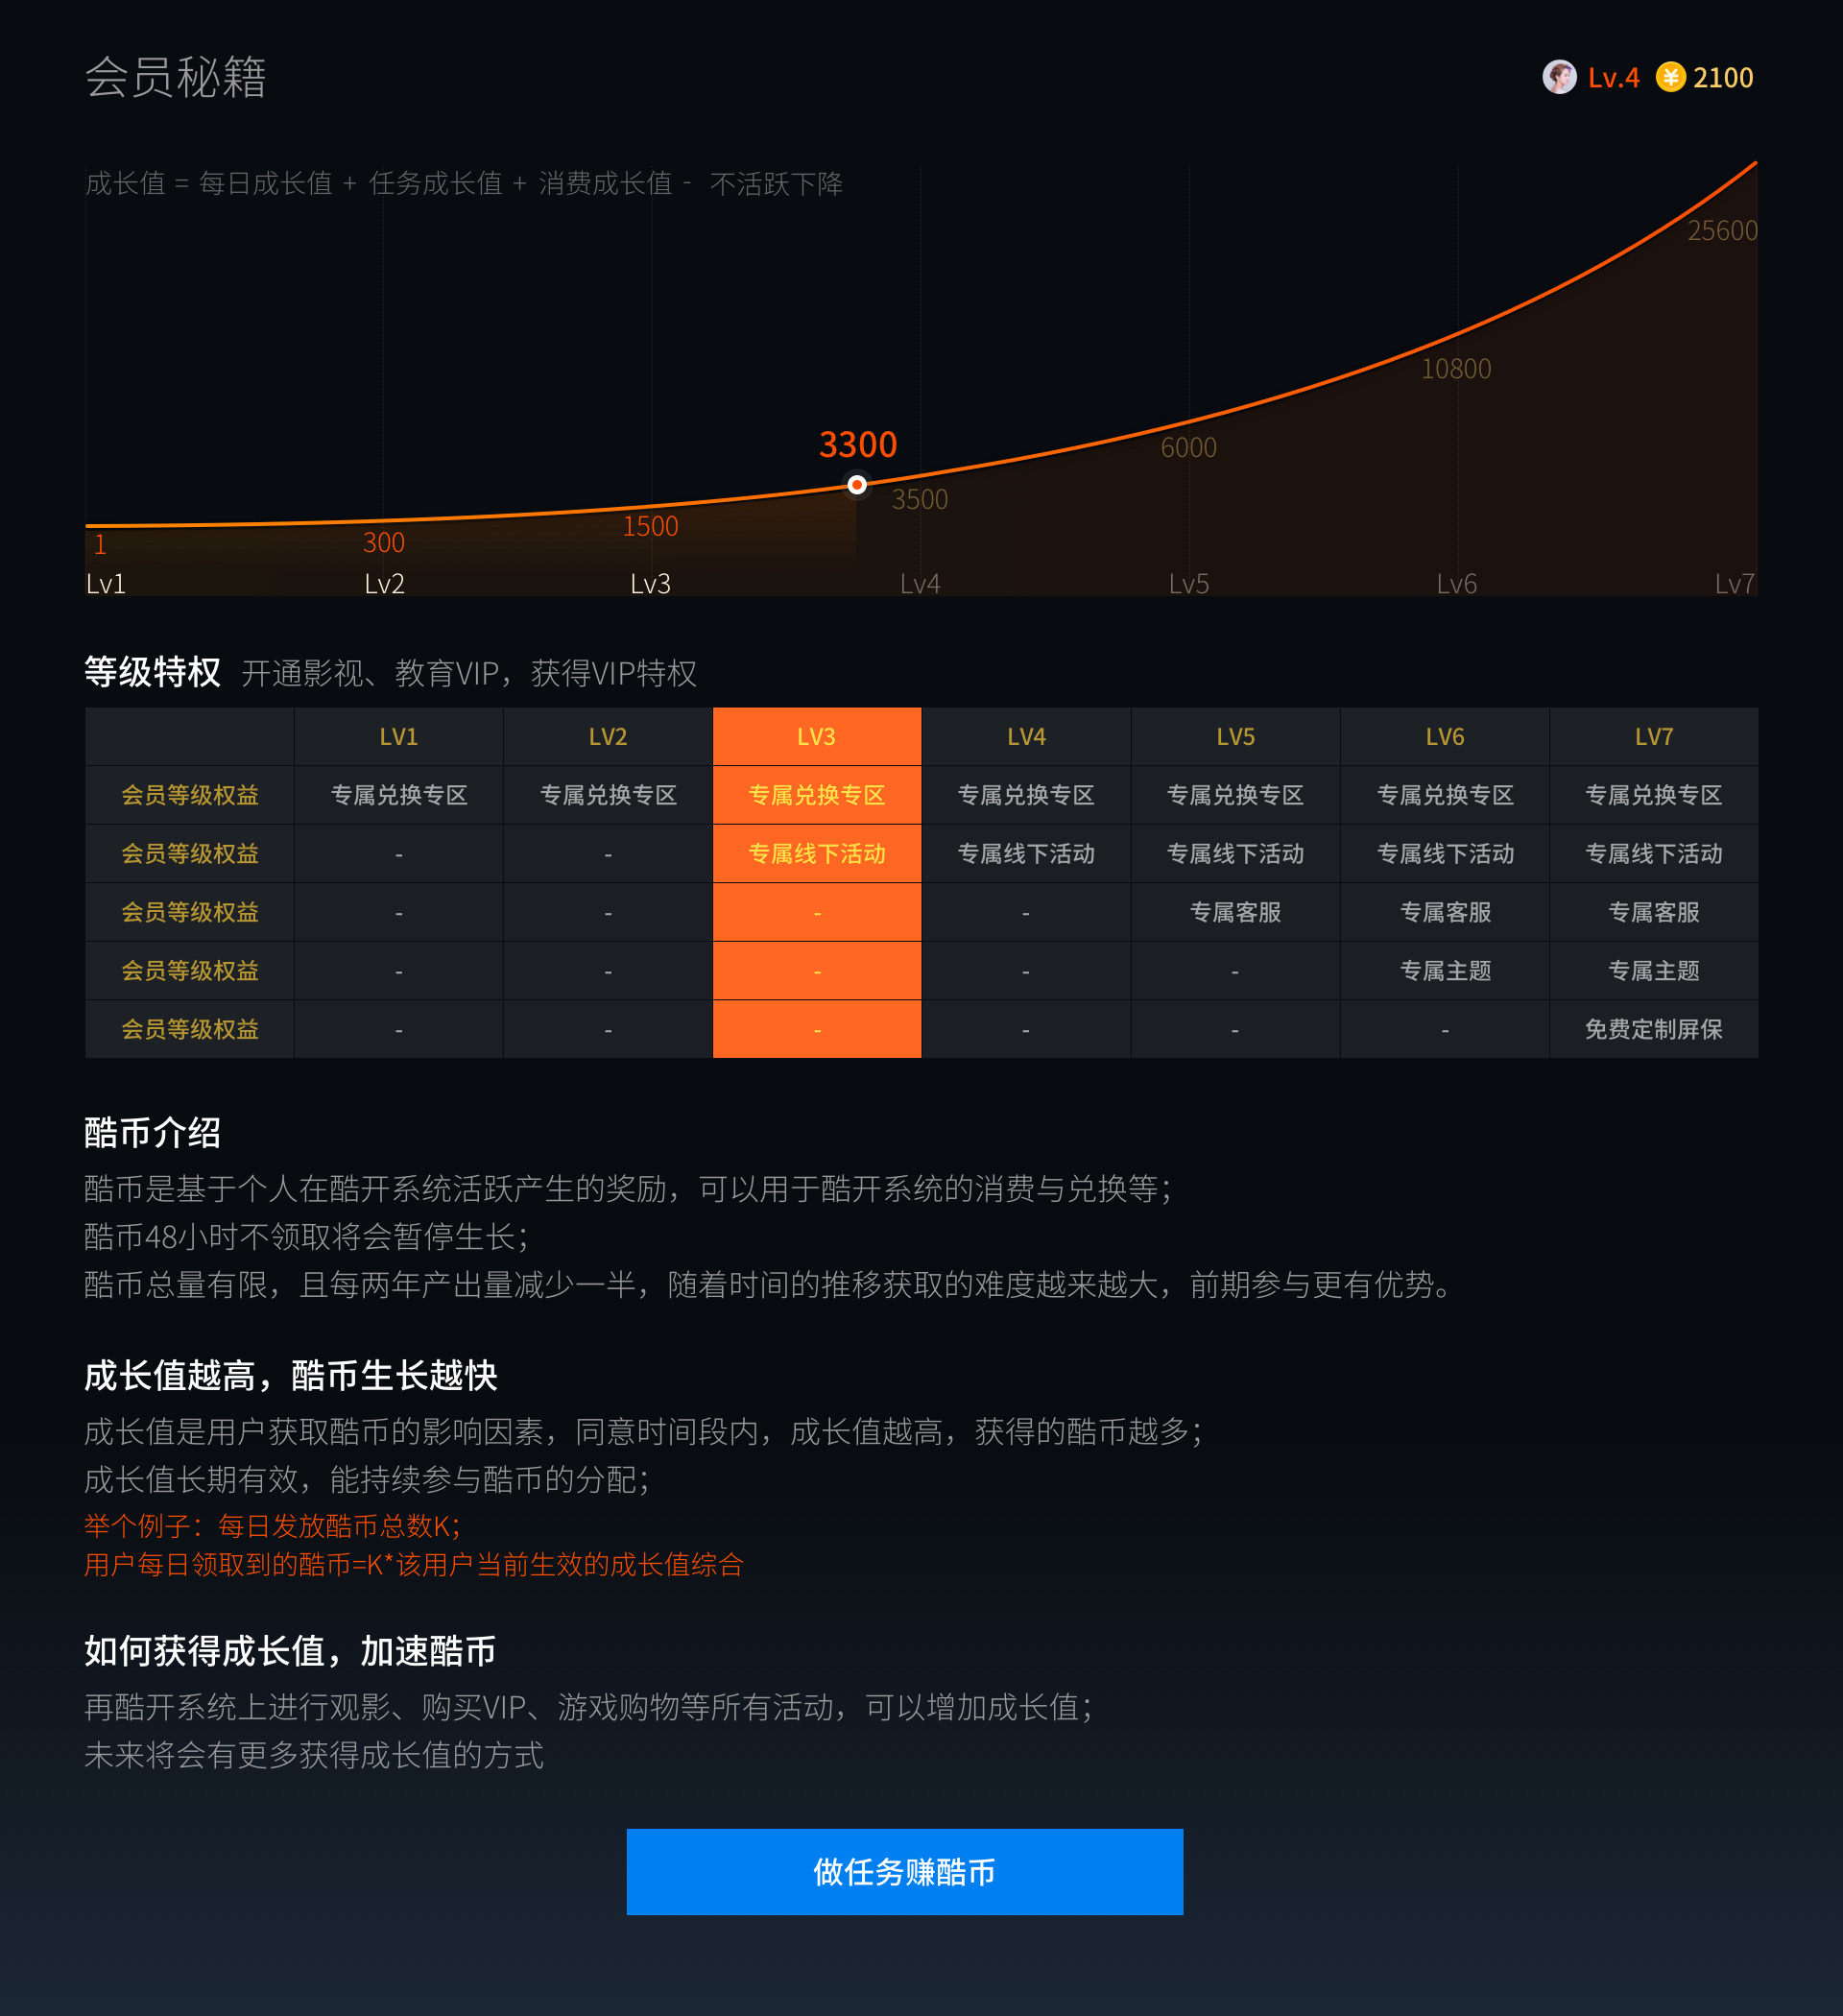 会员秘籍
Lv.4 2100
成长值 = 每日成长值 + 任务成长值 + 消费成长值 - 不活跃下降
25600
10800
6000
3300
3500
1500
300
1
Lv1 Lv2 Lv3 Lv4 Lv5 Lv6 Lv7
等级特权 开通影视、教育VIP，获得VIP特权
LV1 LV2 LV3 LV4 LV5 LV6 LV7
会员等级权益 专属兑换专区 专属兑换专区 专属兑换专区 专属兑换专区 专属兑换专区 专属兑换专区 专属兑换专区
会员等级权益 - - 专属线下活动 专属线下活动 专属线下活动 专属线下活动 专属线下活动
会员等级权益 - - - - 专属客服 专属客服 专属客服
会员等级权益 - - - - - 专属主题 专属主题
会员等级权益 - - - - - - 免费定制屏保
酷币介绍
酷币是基于个人在酷开系统活跃产生的奖励，可以用于酷开系统的消费与兑换等；
酷币48小时不领取将会暂停生长；
酷币总量有限，且每两年产出量减少一半，随着时间的推移获取的难度越来越大，前期参与更有优势。
成长值越高，酷币生长越快
成长值是用户获取酷币的影响因素，同意时间段内，成长值越高，获得的酷币越多；
成长值长期有效，能持续参与酷币的分配；
举个例子：每日发放酷币总数K；
用户每日领取到的酷币=K*该用户当前生效的成长值综合
如何获得成长值，加速酷币
再酷开系统上进行观影、购买VIP、游戏购物等所有活动，可以增加成长值；
未来将会有更多获得成长值的方式
做任务赚酷币